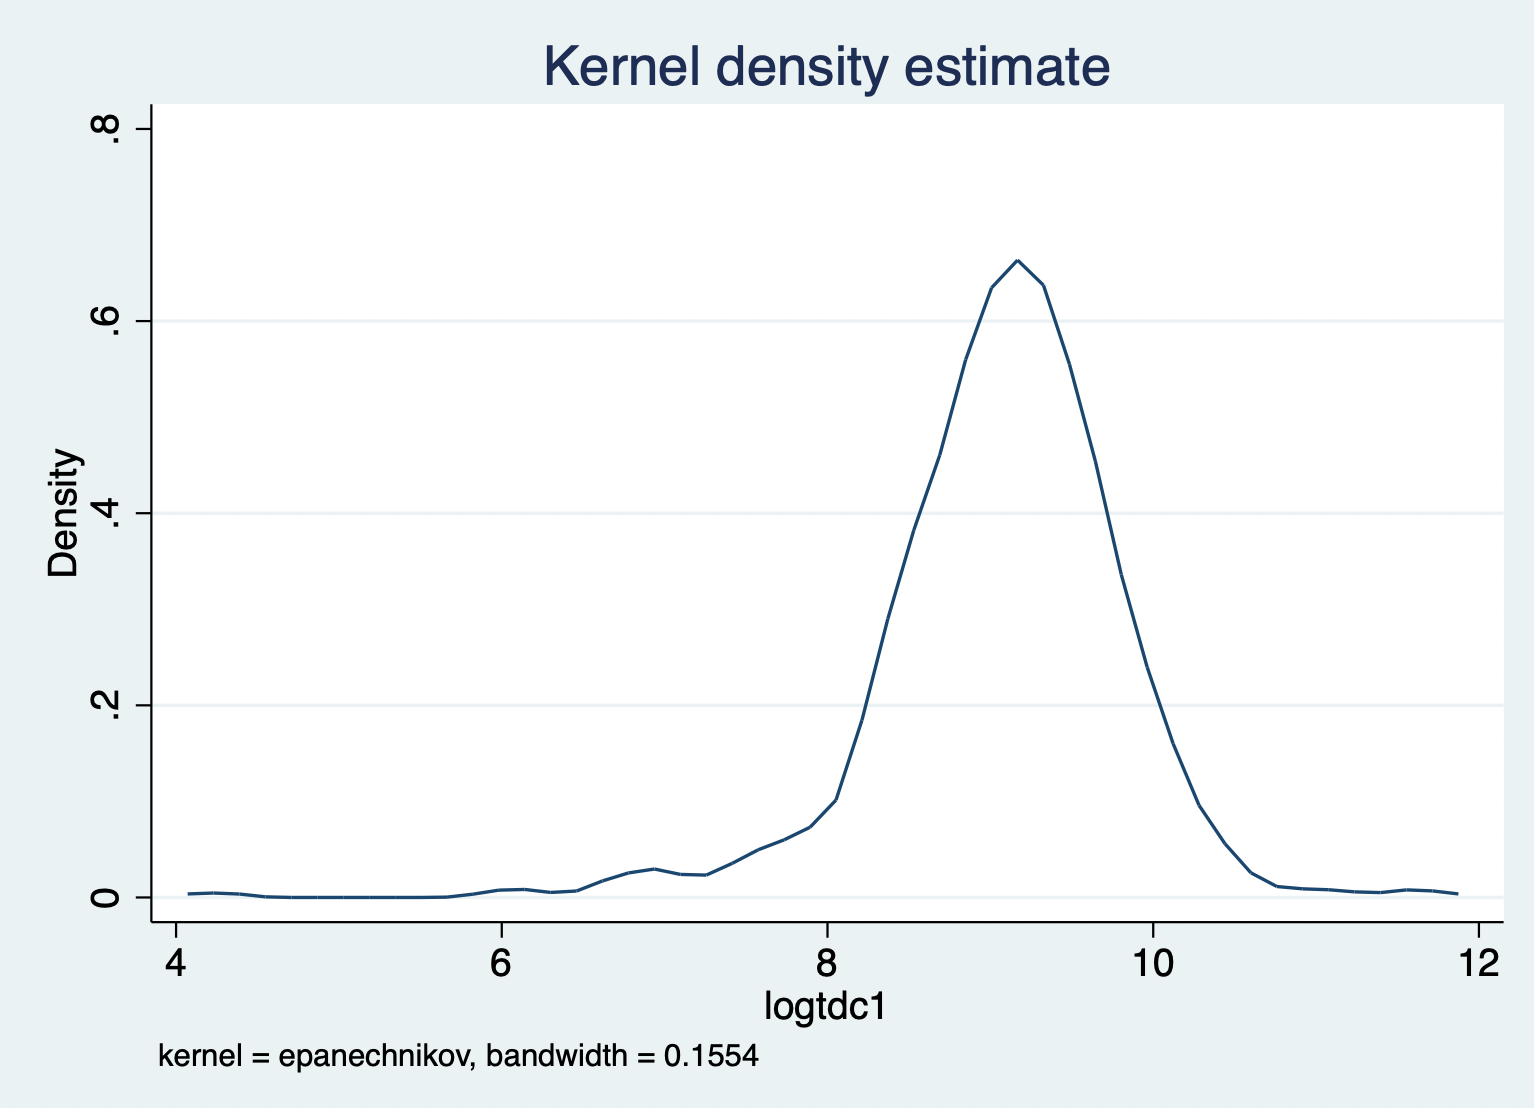 Kernel density estimate
Density
.8
.6
.4
.2
0
4 6 8 10 12
logtdc1
kernel = epanechnikov, bandwidth = 0.1554